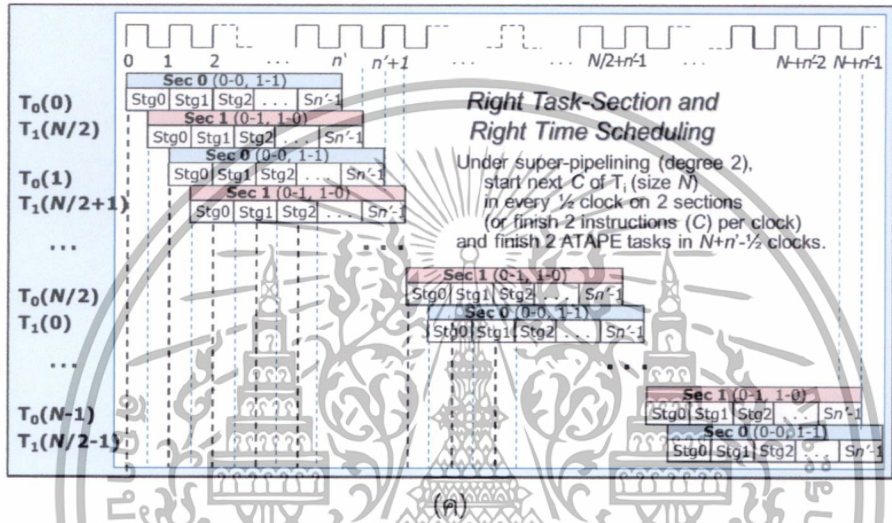 0 1 2 ... n' n'+1 ... ... N/2+n'-1 ... N+n'-2 N+n'-1
Sec 0 (0-0, 1-1)
T₀(0) Stg0 Stg1 Stg2 . . . Sn'-1
Sec 1 (0-1, 1-0)
T₁(N/2) Stg0 Stg1 Stg2 . . . Sn'-1
Sec 0 (0-0, 1-1)
T₀(1) Stg0 Stg1 Stg2 . . . Sn'-1
Sec 1 (0-1, 1-0)
T₁(N/2+1) Stg0 Stg1 Stg2 . . . Sn'-1
... ...
Right Task-Section and
Right Time Scheduling
Under super-pipelining (degree 2),
start next C of Tᵢ (size N)
in every ½ clock on 2 sections
(or finish 2 instructions (C) per clock)
and finish 2 ATAPE tasks in N+n'-½ clocks.
Sec 1 (0-1, 1-0)
T₀(N/2) Stg0 Stg1 Stg2 . . . Sn'-1
Sec 0 (0-0, 1-1)
T₁(0) Stg0 Stg1 Stg2 . . . Sn'-1
... ...
Sec 1 (0-1, 1-0)
T₀(N-1) Stg0 Stg1 Stg2 . . . Sn'-1
Sec 0 (0-0, 1-1)
T₁(N/2-1) Stg0 Stg1 Stg2 . . . Sn'-1
(ค)